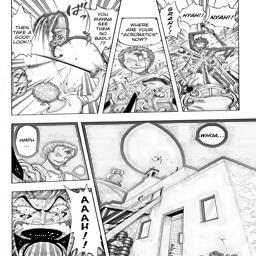 NYAH!!
NYAH!!
GRAH!!
WHERE
ARE YOUR
"ACROBATICS"
NOW?
YOU
WANNA
SEE
THEM
SO
BADLY!?
THEN
TAKE A
GOOD
LOOK!!
WHOA...
HMPH
...
AAAH!!